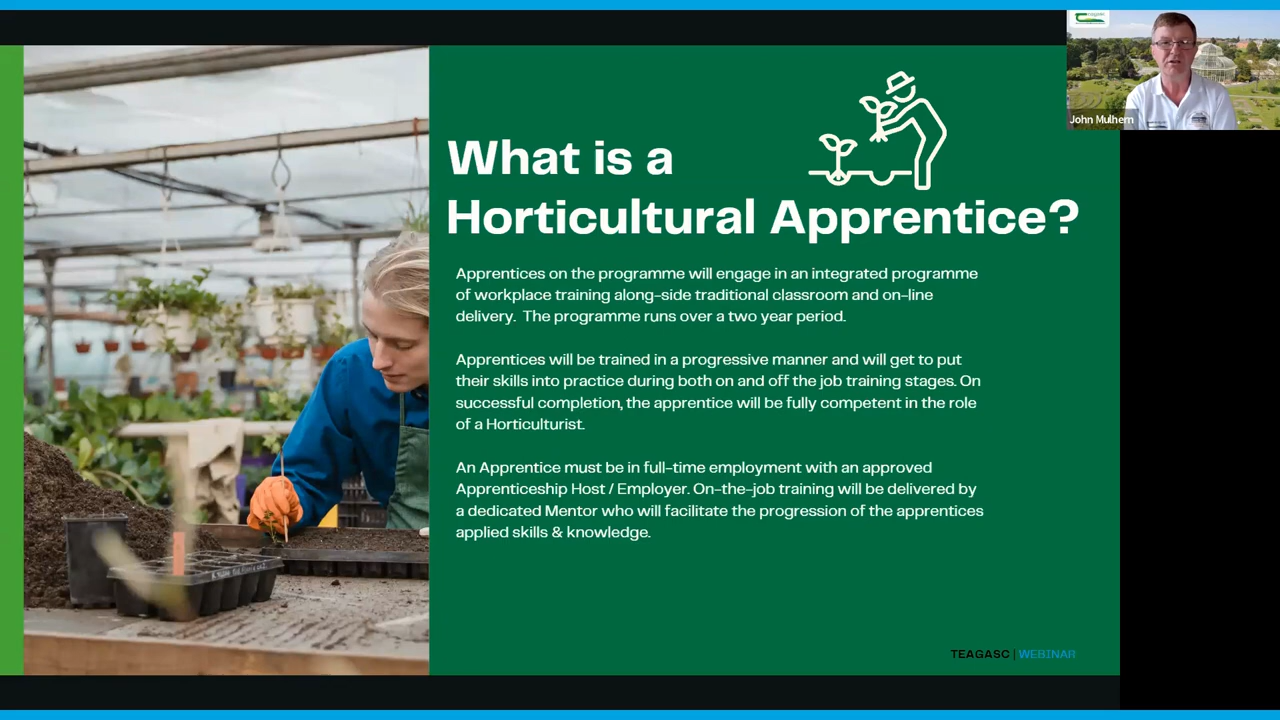 John Mulhern
What is a
Horticultural Apprentice?
Apprentices on the programme will engage in an integrated programme
of workplace training along-side traditional classroom and on-line
delivery. The programme runs over a two year period.
Apprentices will be trained in a progressive manner and will get to put
their skills into practice during both on and off the job training stages. On
successful completion, the apprentice will be fully competent in the role
of a Horticulturist.
An Apprentice must be in full-time employment with an approved
Apprenticeship Host / Employer. On-the-job training will be delivered by
a dedicated Mentor who will facilitate the progression of the apprentices
applied skills & knowledge.
TEAGASC | WEBINAR